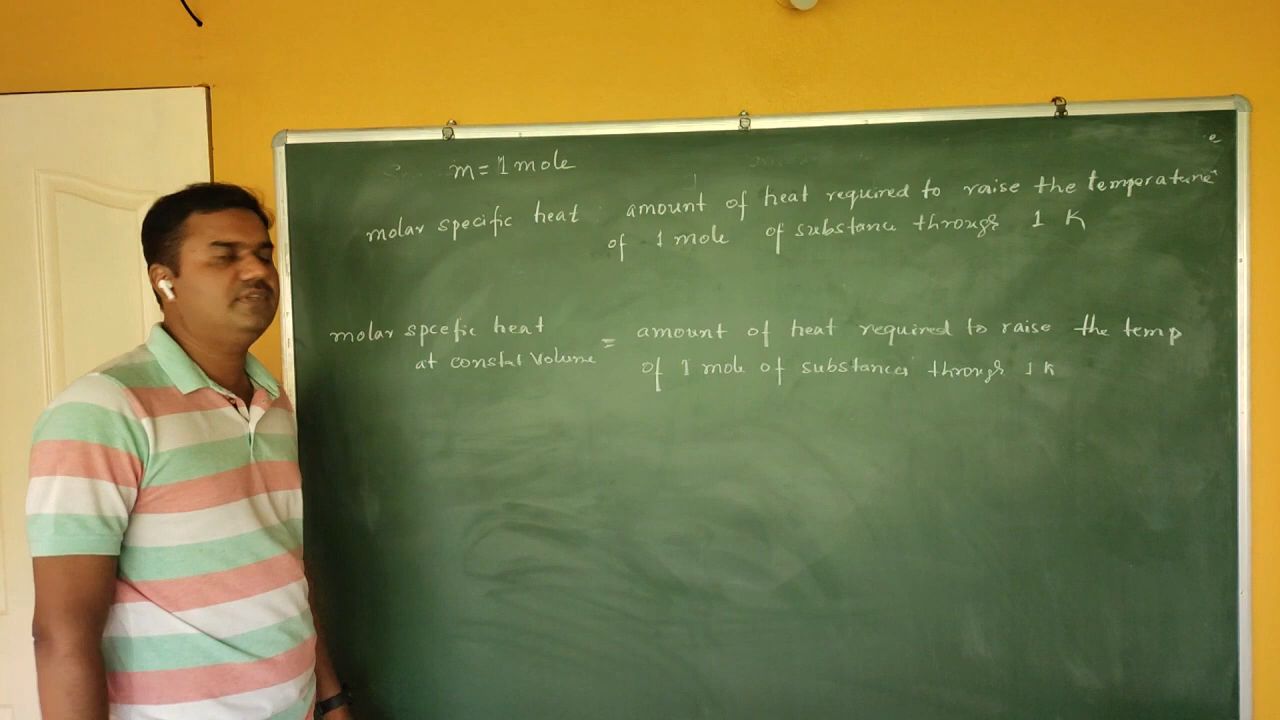 m = 1 mole
molar specific heat amount of heat required to raise the temperature
of 1 mole of substance through 1 K
molar spcefic heat = amount of heat required to raise the temp
at constat Volume of 1 mole of substances through 1 K